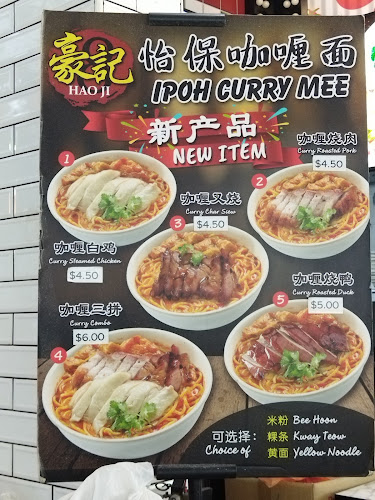 豪記
HAO JI
怡保咖喱面
IPOH CURRY MEE
新产品
NEW ITEM
1
咖喱白鸡
Curry Steamed Chicken
$4.50
2
咖喱烧肉
Curry Roasted Pork
$4.50
3
咖喱叉烧
Curry Char Siew
$4.50
咖喱三拼
Curry Combo
$6.00
4
咖喱烧鸭
Curry Roasted Duck
5
$5.00
可选择:
Choice of
米粉 Bee Hoon
粿条 Kway Teow
黄面 Yellow Noodle